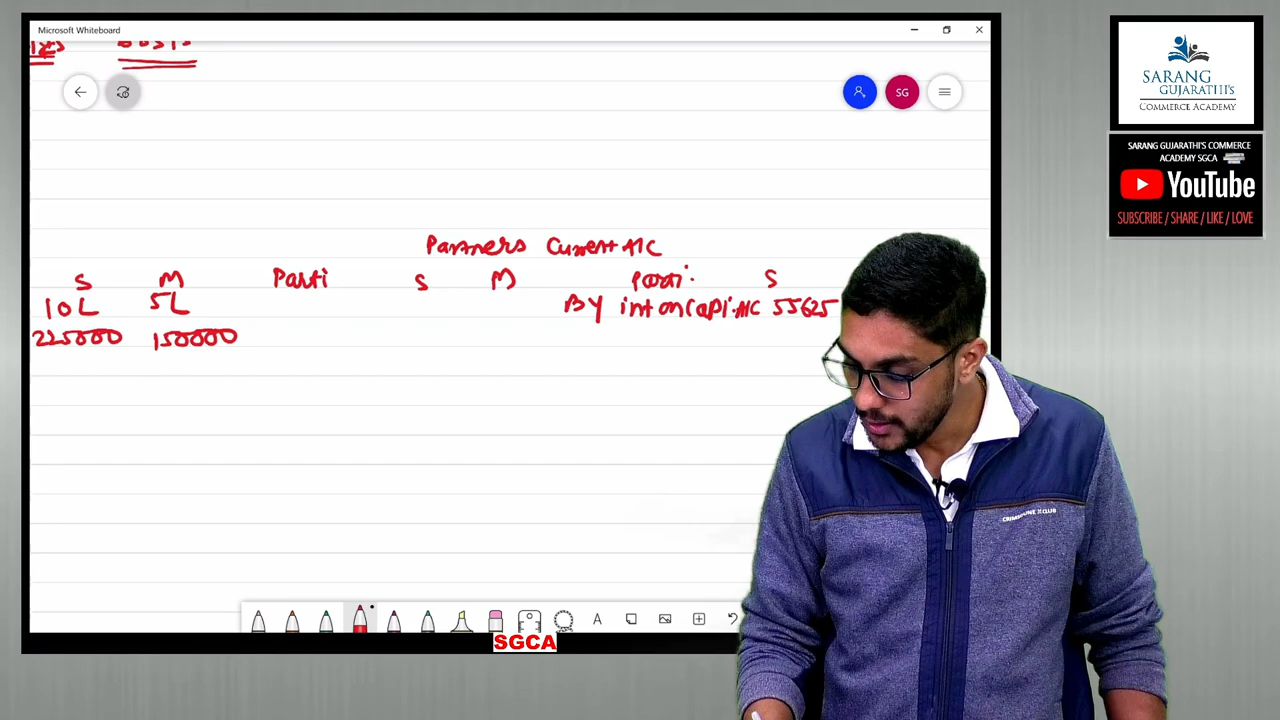 Microsoft Whiteboard
SG
Partners Current A/C
S M Parti S M Parti. S
10L 5L By int on capi. A/C 55625
225000 150000
A
SGCA
SARANG
GUJARATHI'S
COMMERCE ACADEMY
SARANG GUJARATHI'S COMMERCE
ACADEMY SGCA
YouTube
SUBSCRIBE / SHARE / LIKE / LOVE